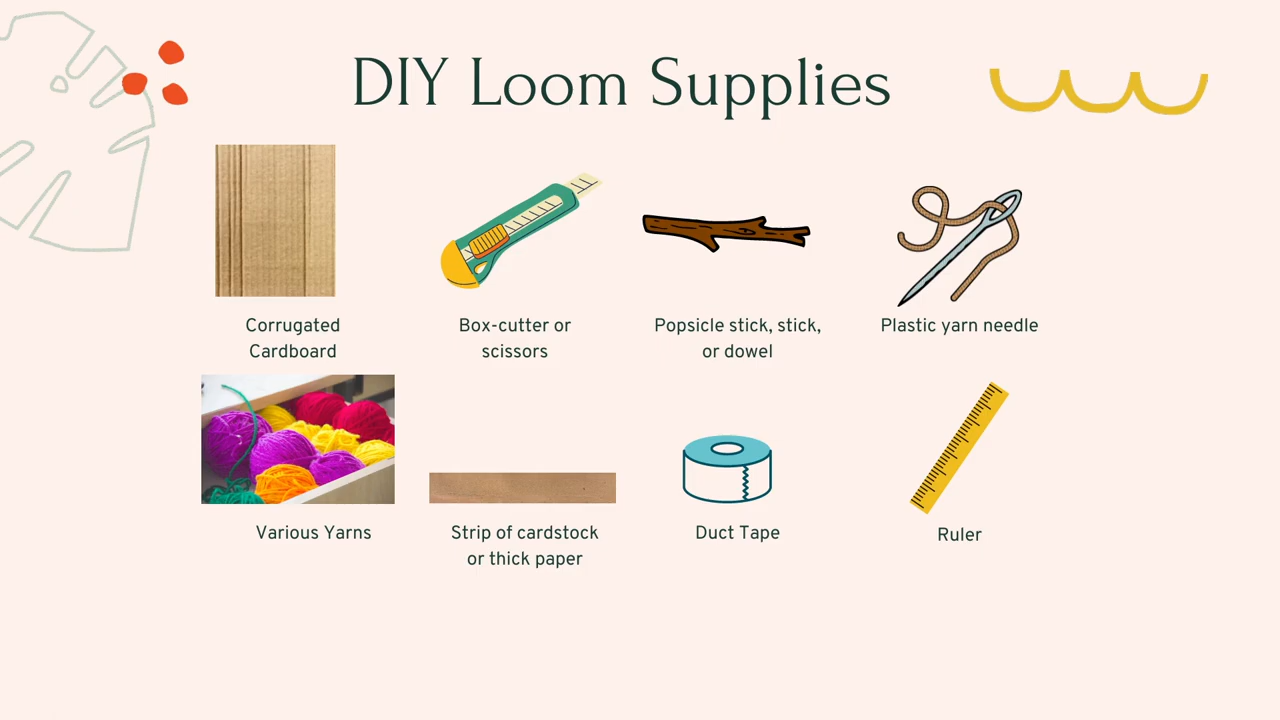 DIY Loom Supplies
Corrugated
Cardboard
Box-cutter or
scissors
Popsicle stick, stick,
or dowel
Plastic yarn needle
Various Yarns
Strip of cardstock
or thick paper
Duct Tape
Ruler